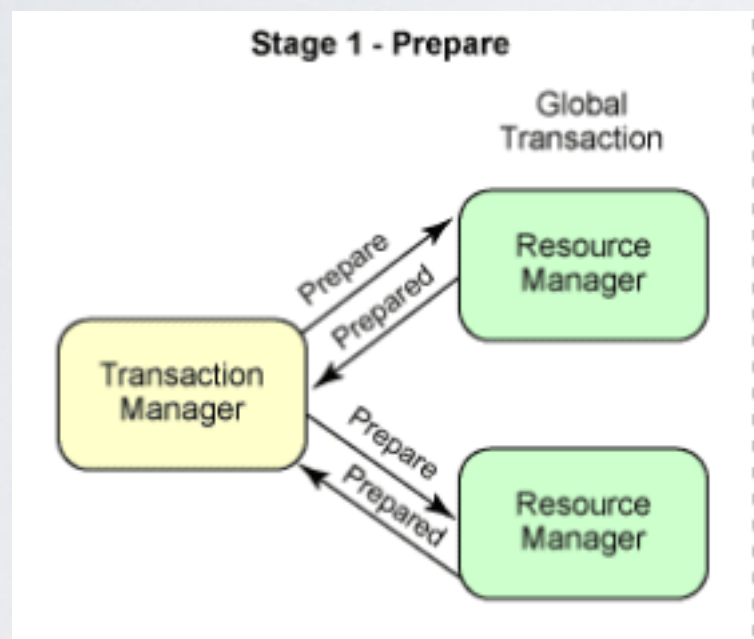 Stage 1 - Prepare
Global
Transaction
Resource
Manager
Prepare
Prepared
Transaction
Manager
Prepare
Prepared
Resource
Manager